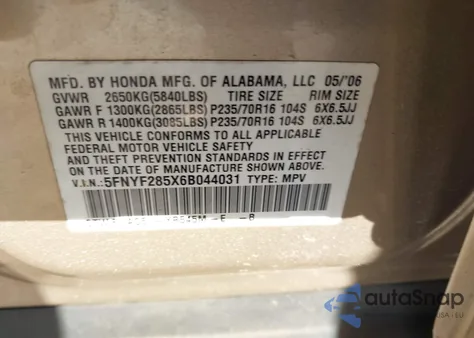 MFD. BY HONDA MFG. OF ALABAMA, LLC 05/'06
GVWR 2650KG(5840LBS) TIRE SIZE RIM SIZE
GAWR F 1300KG(2865LBS) P235/70R16 104S 6X6.5JJ
GAWR R 1400KG(3085LBS) P235/70R16 104S 6X6.5JJ
THIS VEHICLE CONFORMS TO ALL APPLICABLE
FEDERAL MOTOR VEHICLE SAFETY
AND THEFT PREVENTION STANDARDS IN EFFECT
ON THE DATE OF MANUFACTURE SHOWN ABOVE.
V.I.N.: 5FNYF285X6B044031 TYPE: MPV
autaSnap